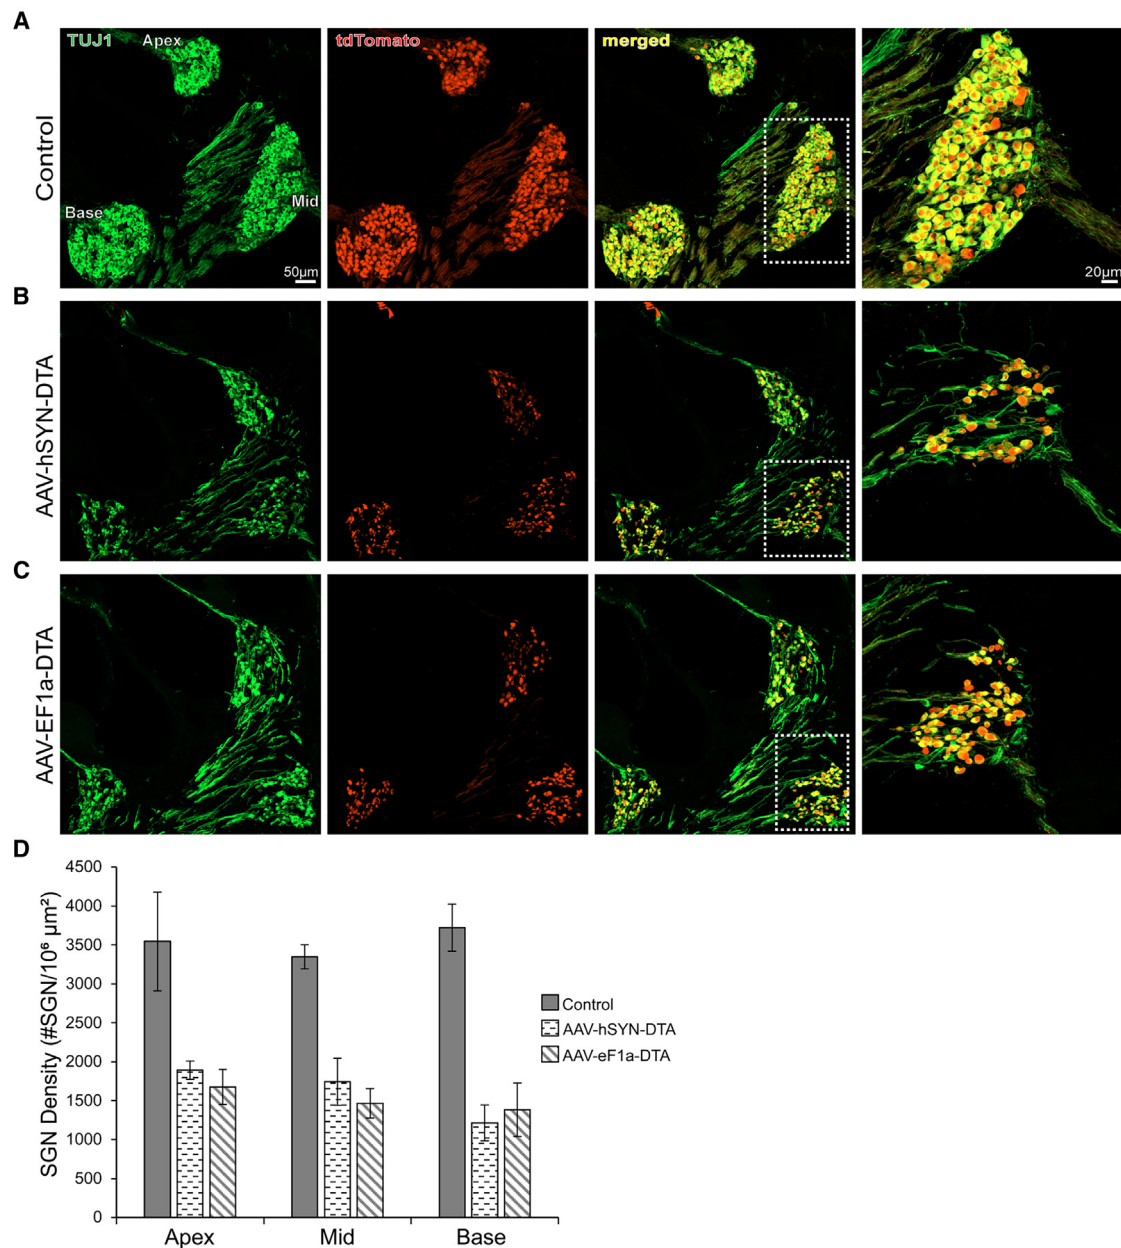 A
TUJ1
Apex
tdTomato
merged
Control
Base
Mid
50µm
20µm
B
AAV-hSYN-DTA
C
AAV-EF1a-DTA
D
SGN Density (#SGN/10⁶ µm²)
4500
4000
3500
3000
2500
2000
1500
1000
500
0
Apex
Mid
Base
Control
AAV-hSYN-DTA
AAV-eF1a-DTA